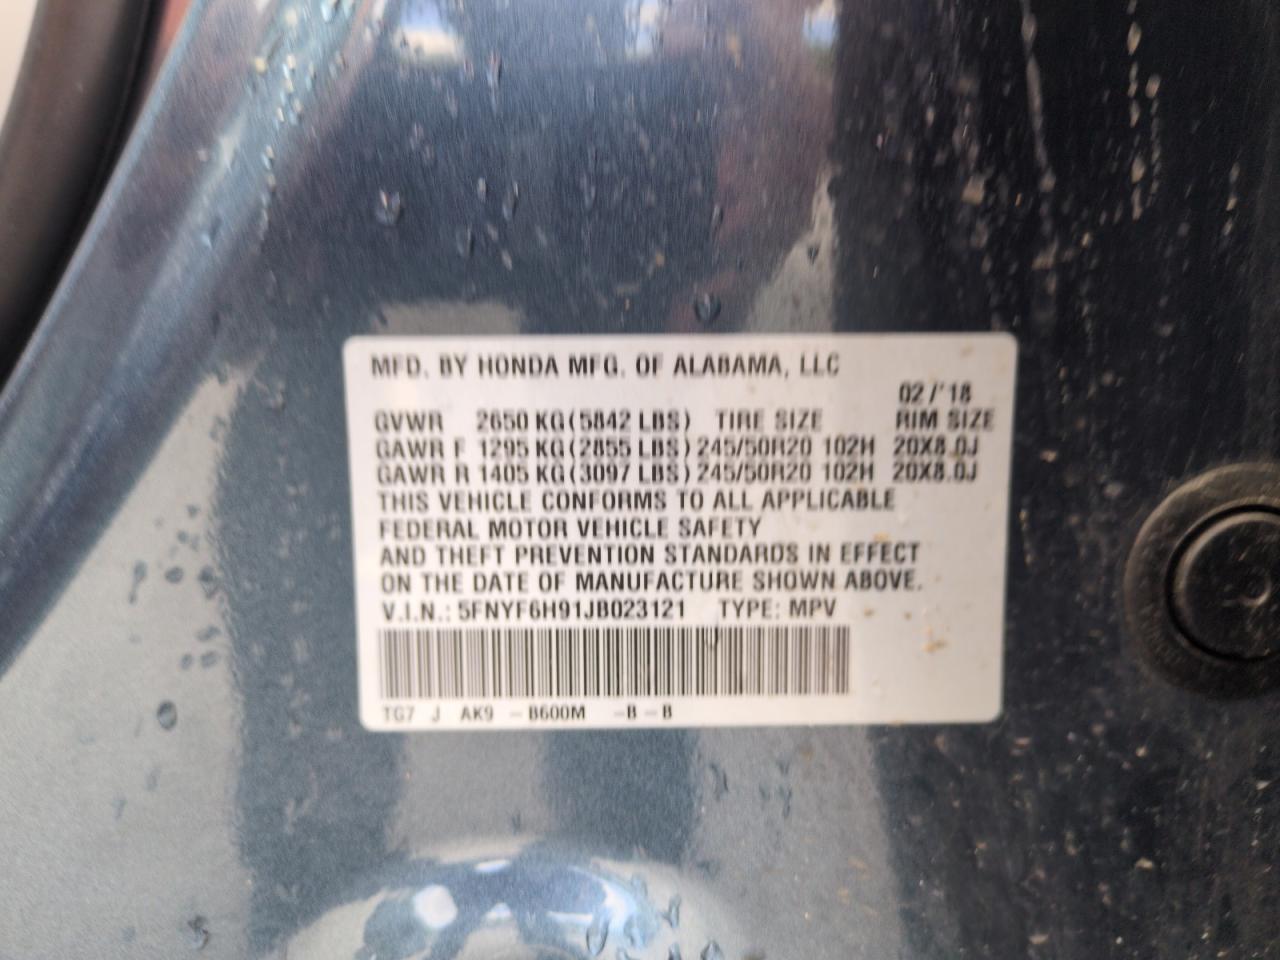 MFD. BY HONDA MFG. OF ALABAMA, LLC
02/'18
GVWR 2650 KG(5842 LBS) TIRE SIZE RIM SIZE
GAWR F 1295 KG(2855 LBS) 245/50R20 102H 20X8.0J
GAWR R 1405 KG(3097 LBS) 245/50R20 102H 20X8.0J
THIS VEHICLE CONFORMS TO ALL APPLICABLE
FEDERAL MOTOR VEHICLE SAFETY
AND THEFT PREVENTION STANDARDS IN EFFECT
ON THE DATE OF MANUFACTURE SHOWN ABOVE.
V.I.N.: 5FNYF6H91JB023121 TYPE: MPV
TG7 J AK9 - B600M -B-B